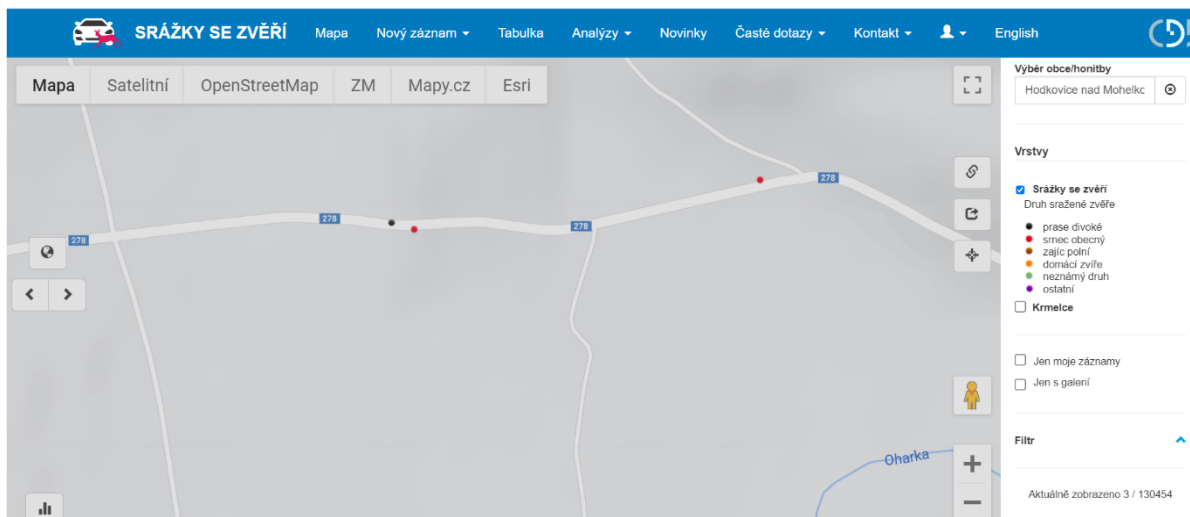 SRÁŽKY SE ZVĚŘÍ Mapa Nový záznam Tabulka Analýzy Novinky Časté dotazy Kontakt English
Mapa Satelitní OpenStreetMap ZM Mapy.cz Esri
Výběr obce/honitby
Hodkovice nad Mohelkc
Vrstvy
Srážky se zvěří
Druh sražené zvěře
prase divoké
srnec obecný
zajíc polní
domácí zvíře
neznámý druh
ostatní
Krmelce
278
278
278
278
Jen moje záznamy
Jen s galerií
Filtr
Oharka
Aktuálně zobrazeno 3 / 130454